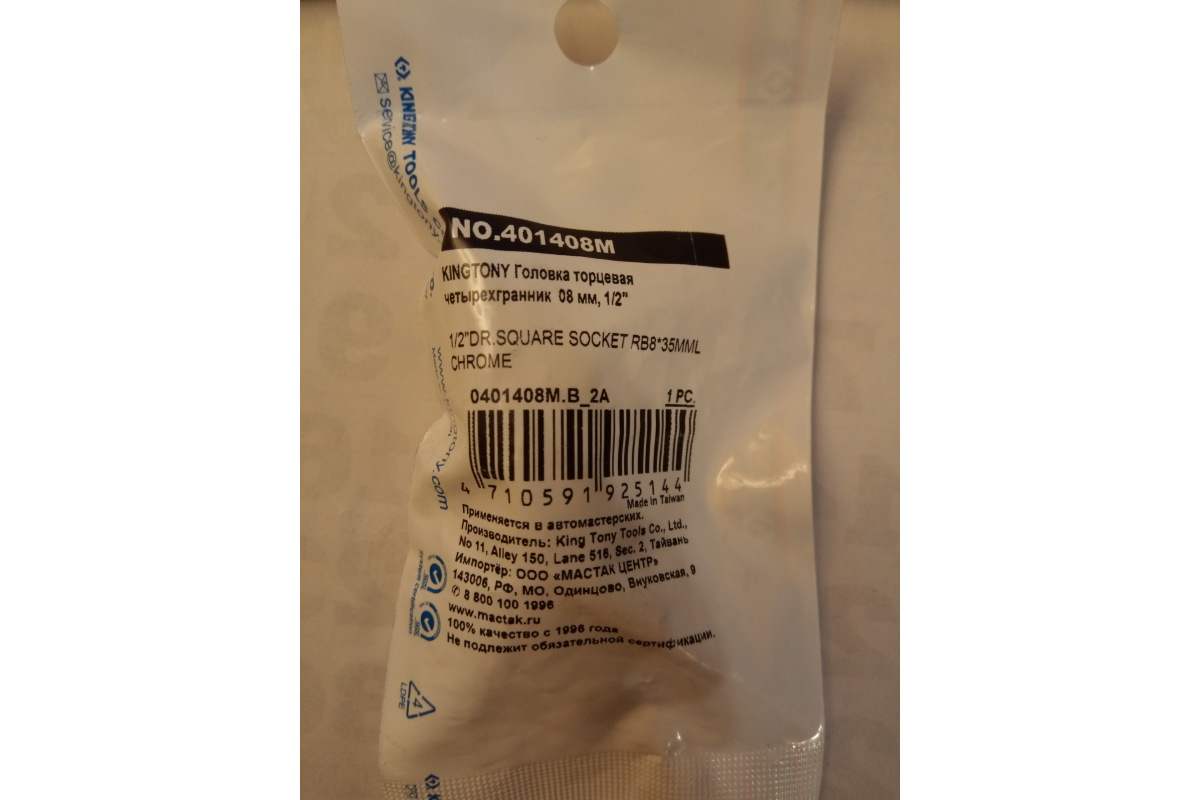 KINGTONY TOOLS
service@kingtony.
NO.401408M
KINGTONY Головка торцевая
четырехгранник 08 мм, 1/2"
1/2"DR.SQUARE SOCKET RB8*35MML
CHROME
0401408M.B_2A 1 PC.
4 710591 925144
Made in Taiwan
Применяется в автомастерских.
Производитель: King Tony Tools Co., Ltd.,
No 11, Alley 150, Lane 516, Sec. 2, Тайвань
Импортёр: ООО «МАСТАК ЦЕНТР»
143006, РФ, МО, Одинцово, Внуковская, 9
✆ 8 800 100 1996
www.mactak.ru
100% качество с 1996 года
Не подлежит обязательной сертификации.
4
LDPE